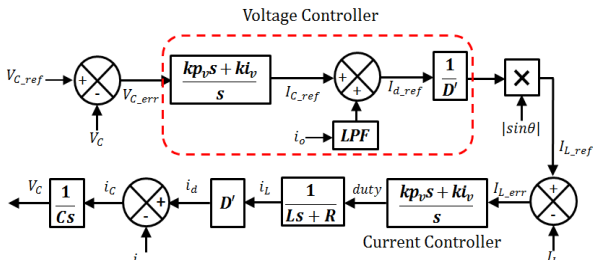 Voltage Controller
V_C_ref
+
-
V_C
V_C_err
kp_v s + ki_v
s
I_C_ref
+
+
i_o
LPF
I_d_ref
1
D'
×
|sinθ|
I_L_ref
+
-
I_L_err
kp_v s + ki_v
s
Current Controller
duty
1
Ls + R
i_L
D'
i_d
+
-
i_C
1
Cs
V_C